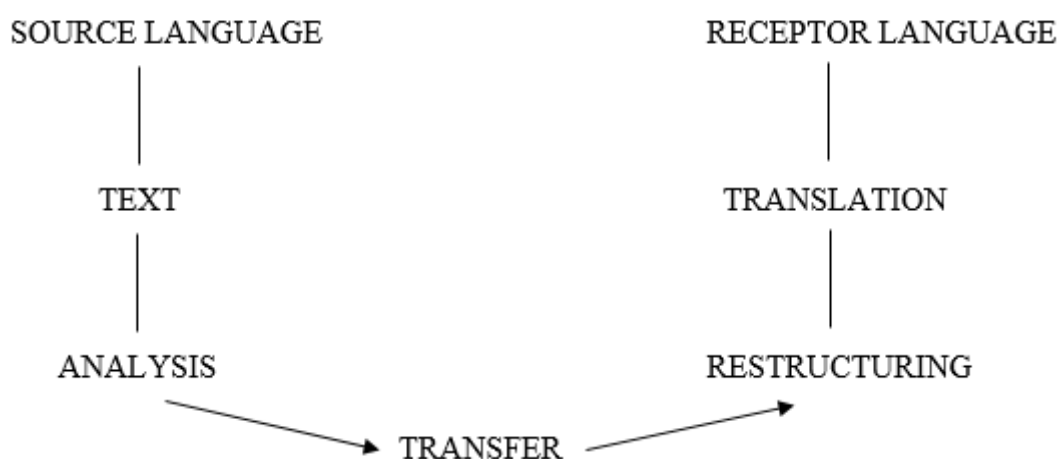 SOURCE LANGUAGE
RECEPTOR LANGUAGE
TEXT
TRANSLATION
ANALYSIS
RESTRUCTURING
TRANSFER